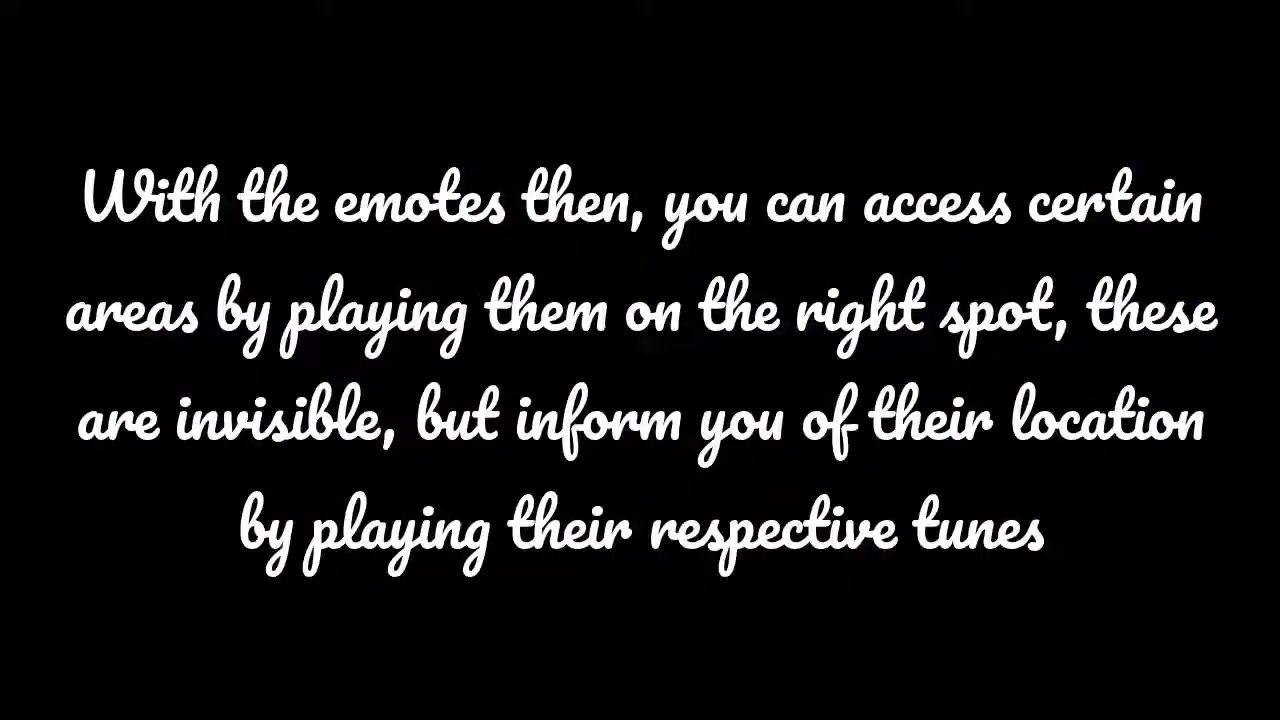 With the emotes then, you can access certain
areas by playing them on the right spot, these
are invisible, but inform you of their location
by playing their respective tunes